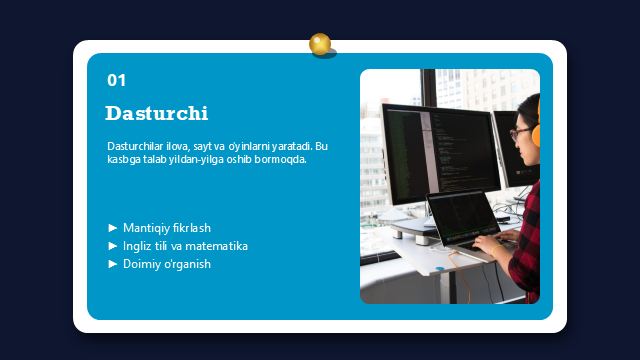 01
Dasturchi
Dasturchilar ilova, sayt va o'yinlarni yaratadi. Bu
kasbga talab yildan-yilga oshib bormoqda.
► Mantiqiy fikrlash
► Ingliz tili va matematika
► Doimiy o'rganish